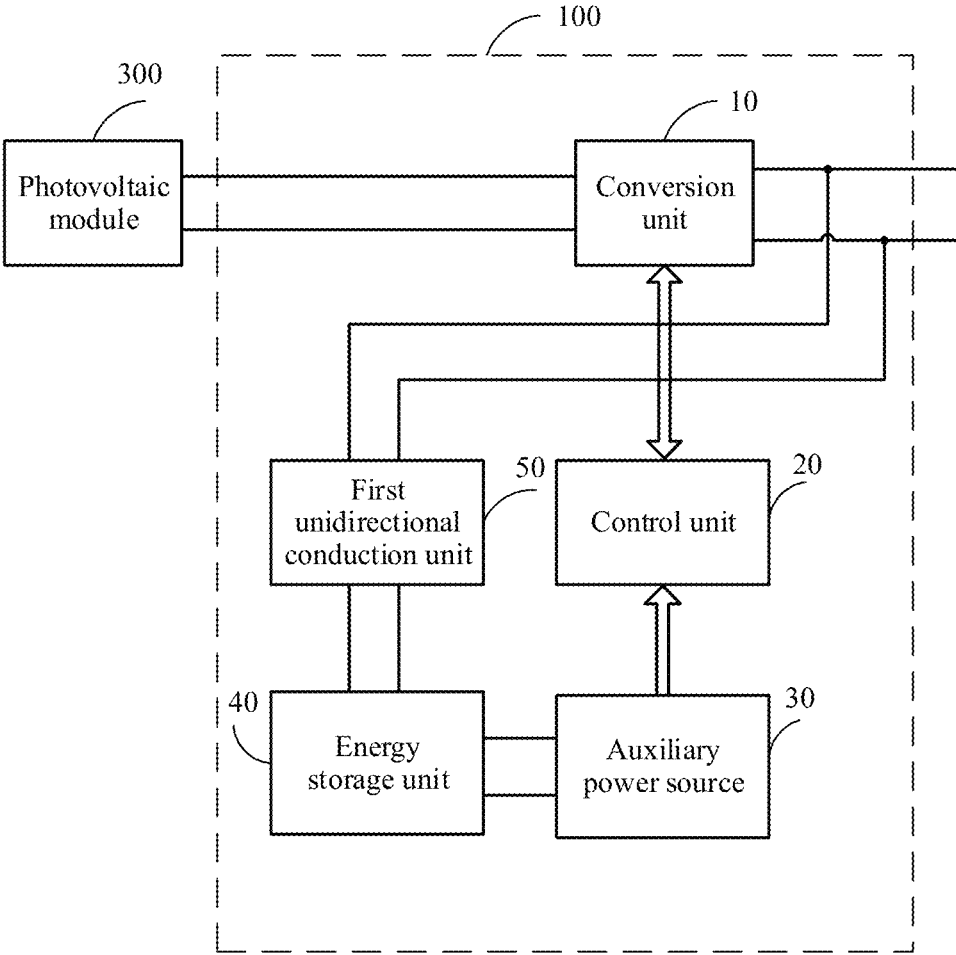 100
300
10
Photovoltaic
module
Conversion
unit
50
20
First
unidirectional
conduction unit
Control unit
40
30
Energy
storage unit
Auxiliary
power source